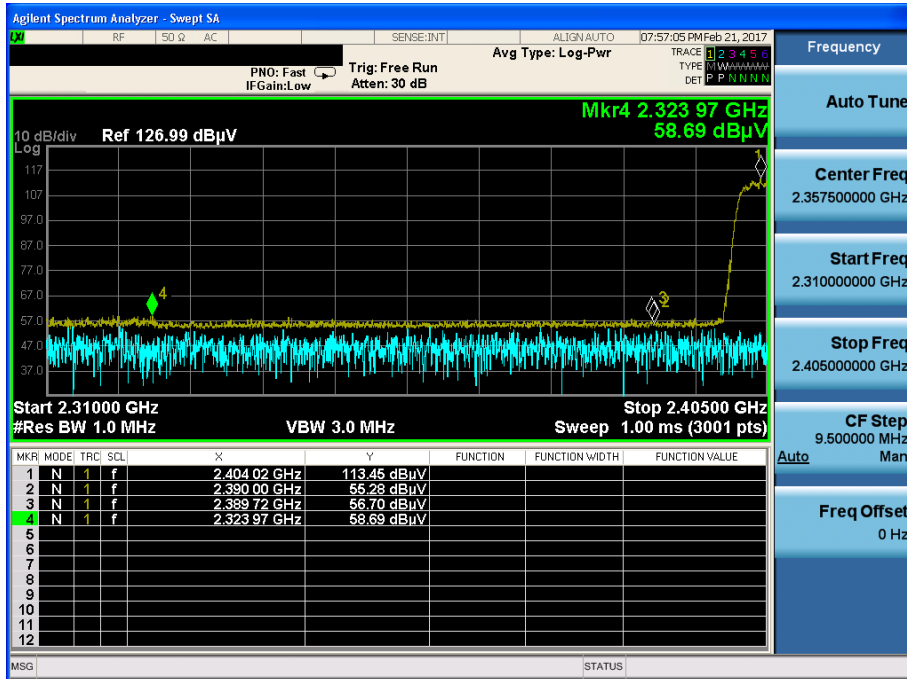 Agilent Spectrum Analyzer - Swept SA
LXI RF 50 Ω AC SENSE:INT ALIGN AUTO 07:57:05 PM Feb 21, 2017
PNO: Fast
IFGain:Low
Trig: Free Run
Atten: 30 dB
Avg Type: Log-Pwr
TRACE 1 2 3 4 5 6
TYPE M W
DET P P N N N N
Mkr4 2.323 97 GHz
58.69 dBµV
10 dB/div Ref 126.99 dBµV
Log
117
107
97.0
87.0
77.0
67.0
57.0
47.0
37.0
1
4
3
2
Start 2.31000 GHz Stop 2.40500 GHz
#Res BW 1.0 MHz VBW 3.0 MHz Sweep 1.00 ms (3001 pts)
MKR MODE TRC SCL X Y FUNCTION FUNCTION WIDTH FUNCTION VALUE
1 N 1 f 2.404 02 GHz 113.45 dBµV
2 N 1 f 2.390 00 GHz 55.28 dBµV
3 N 1 f 2.389 72 GHz 56.70 dBµV
4 N 1 f 2.323 97 GHz 58.69 dBµV
5
6
7
8
9
10
11
12
MSG STATUS
Frequency
Auto Tune
Center Freq
2.357500000 GHz
Start Freq
2.310000000 GHz
Stop Freq
2.405000000 GHz
CF Step
9.500000 MHz
Auto Man
Freq Offset
0 Hz